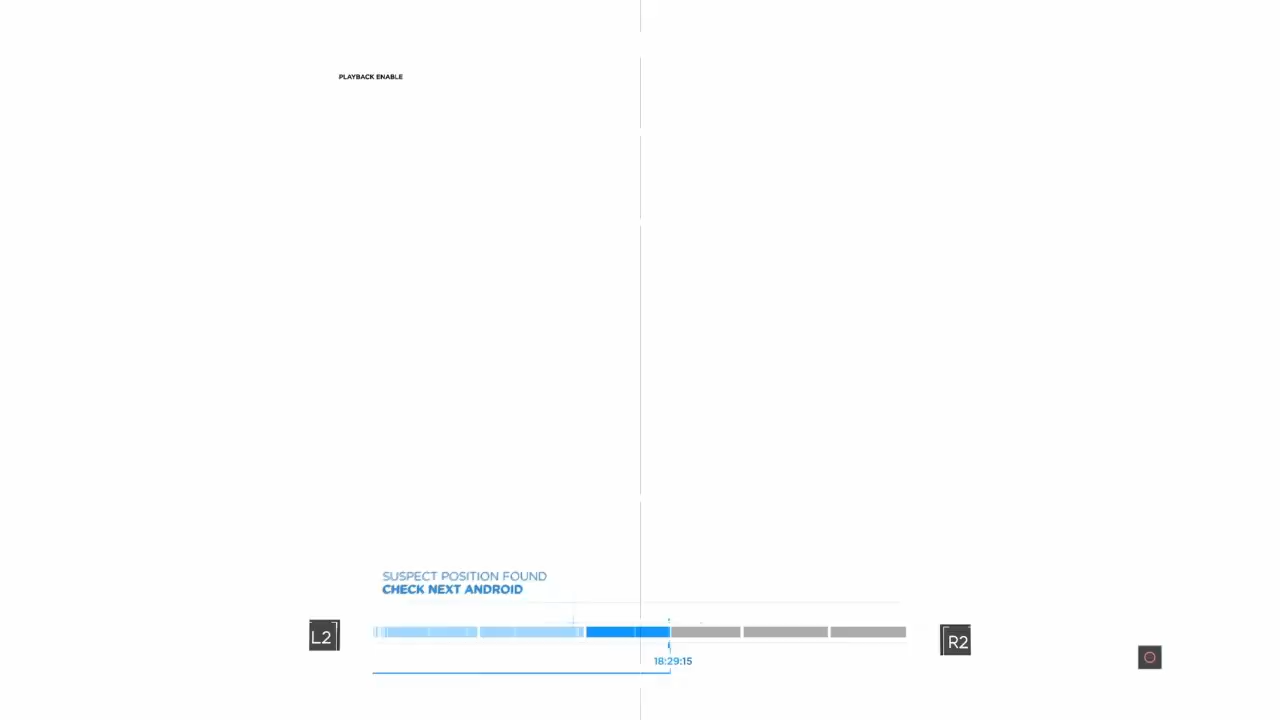 PLAYBACK ENABLE
SUSPECT POSITION FOUND
CHECK NEXT ANDROID
L2
R2
18:29:15